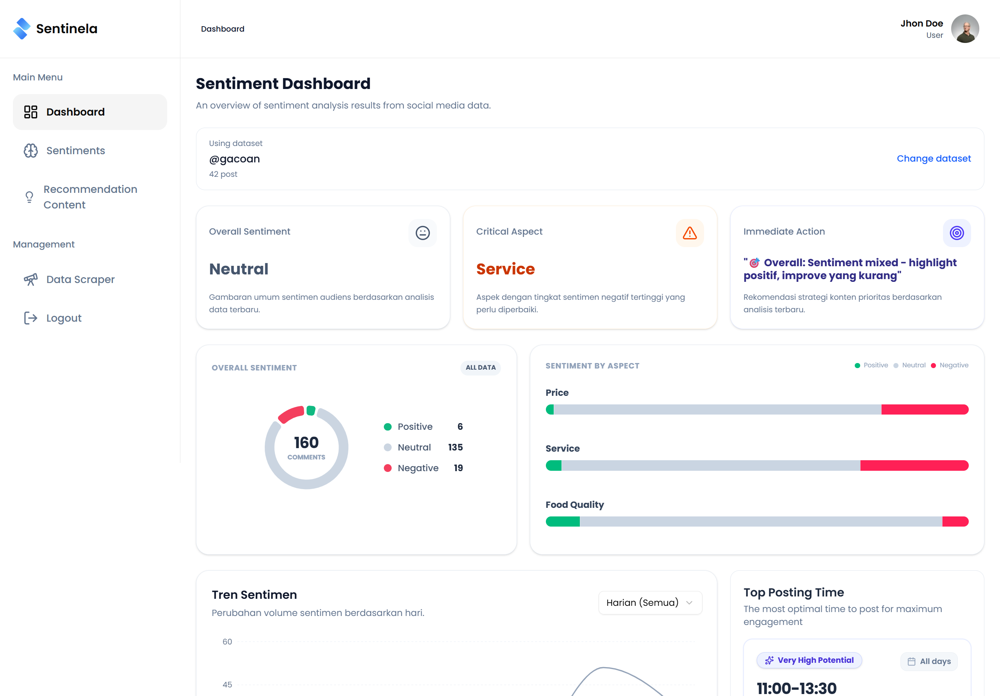 Sentinela
Dashboard
Jhon Doe
User
Main Menu
Dashboard
Sentiments
Recommendation
Content
Management
Data Scraper
Logout
Sentiment Dashboard
An overview of sentiment analysis results from social media data.
Using dataset
@gacoan
42 post
Change dataset
Overall Sentiment
Neutral
Gambaran umum sentimen audiens berdasarkan analisis
data terbaru.
Critical Aspect
Service
Aspek dengan tingkat sentimen negatif tertinggi yang
perlu diperbaiki.
Immediate Action
"🎯 Overall: Sentiment mixed - highlight
positif, improve yang kurang"
Rekomendasi strategi konten prioritas berdasarkan
analisis terbaru.
OVERALL SENTIMENT
ALL DATA
160
COMMENTS
Positive 6
Neutral 135
Negative 19
SENTIMENT BY ASPECT
Positive Neutral Negative
Price
Service
Food Quality
Tren Sentimen
Perubahan volume sentimen berdasarkan hari.
Harian (Semua)
60
45
Top Posting Time
The most optimal time to post for maximum
engagement
Very High Potential
All days
11:00-13:30